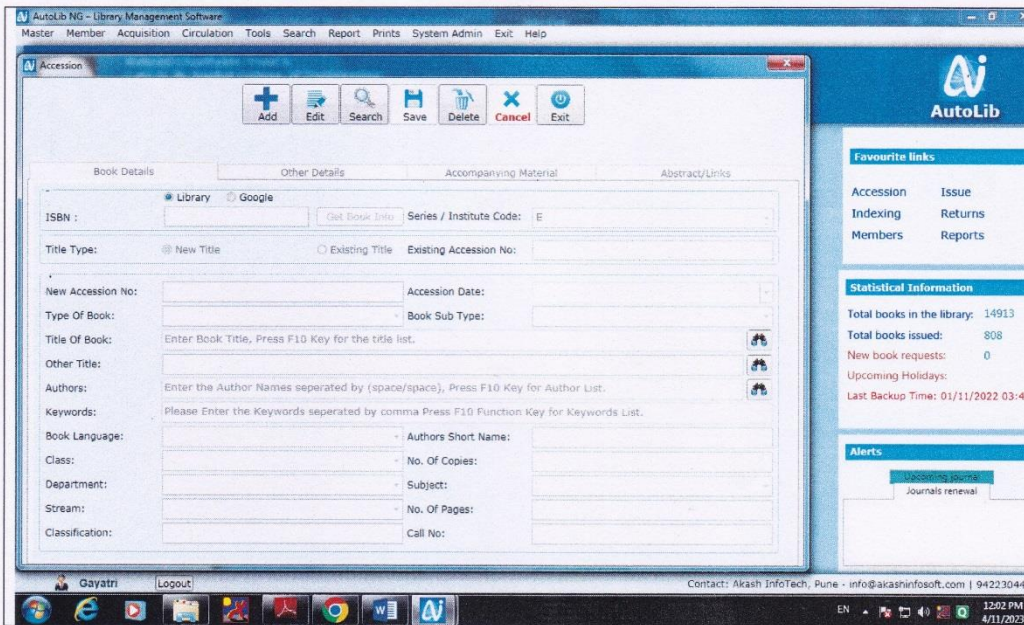 AutoLib NG - Library Management Software
Master Member Acquisition Circulation Tools Search Report Prints System Admin Exit Help
Accession
Add Edit Search Save Delete Cancel Exit
Book Details Other Details Accompanying Material Abstract/Links
Library Google
ISBN : Get Book Info Series / Institute Code: E
Title Type: New Title Existing Title Existing Accession No:
New Accession No: Accession Date:
Type Of Book: Book Sub Type:
Title Of Book: Enter Book Title, Press F10 Key for the title list.
Other Title:
Authors: Enter the Author Names seperated by (space/space), Press F10 Key for Author List.
Keywords: Please Enter the Keywords seperated by comma Press F10 Function Key for Keywords List.
Book Language: Authors Short Name:
Class: No. Of Copies:
Department: Subject:
Stream: No. Of Pages:
Classification: Call No:
AutoLib
Favourite links
Accession Issue
Indexing Returns
Members Reports
Statistical Information
Total books in the library: 14913
Total books issued: 808
New book requests: 0
Upcoming Holidays:
Last Backup Time: 01/11/2022 03:4
Alerts
Upcoming journal
Journals renewal
Gayatri Logout
Contact: Akash InfoTech, Pune - info@akashinfosoft.com | 94223044
EN 12:02 PM
4/11/2023